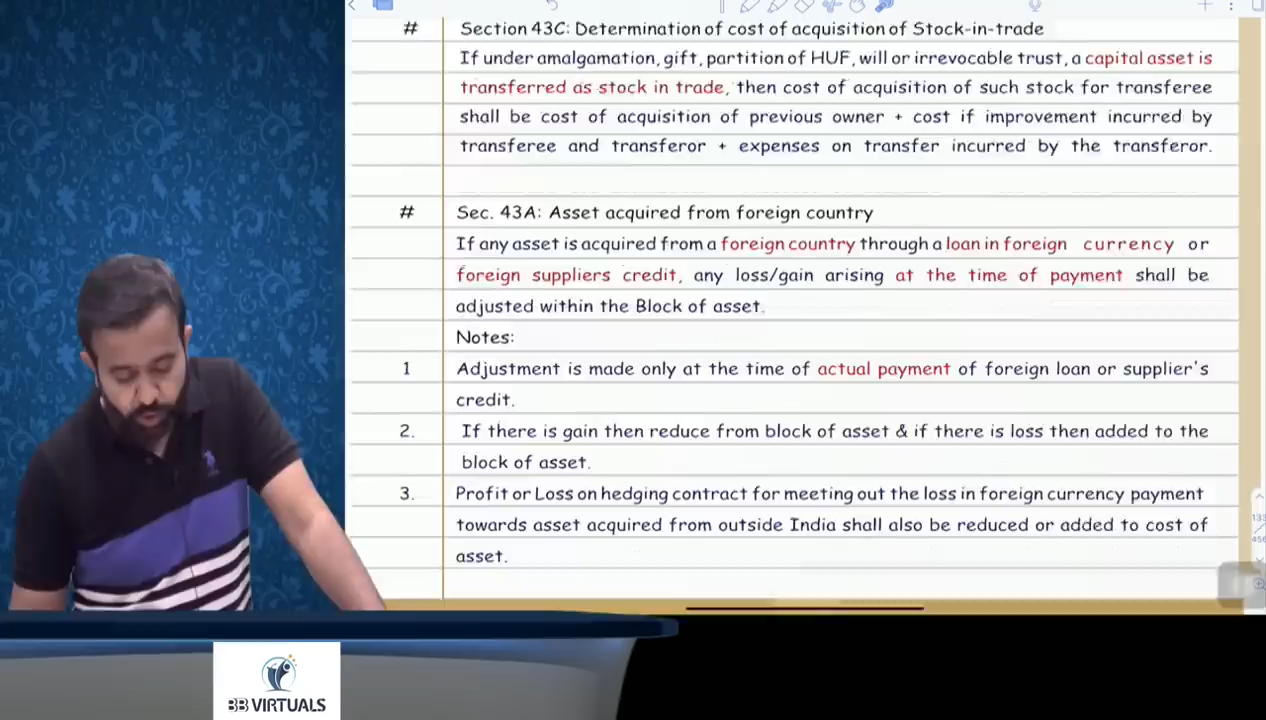 # Section 43C: Determination of cost of acquisition of Stock-in-trade
If under amalgamation, gift, partition of HUF, will or irrevocable trust, a capital asset is
transferred as stock in trade, then cost of acquisition of such stock for transferee
shall be cost of acquisition of previous owner + cost if improvement incurred by
transferee and transferor + expenses on transfer incurred by the transferor.
# Sec. 43A: Asset acquired from foreign country
If any asset is acquired from a foreign country through a loan in foreign currency or
foreign suppliers credit, any loss/gain arising at the time of payment shall be
adjusted within the Block of asset.
Notes:
1 Adjustment is made only at the time of actual payment of foreign loan or supplier's
credit.
2. If there is gain then reduce from block of asset & if there is loss then added to the
block of asset.
3. Profit or Loss on hedging contract for meeting out the loss in foreign currency payment
towards asset acquired from outside India shall also be reduced or added to cost of
asset.
133
/
456
BB VIRTUALS